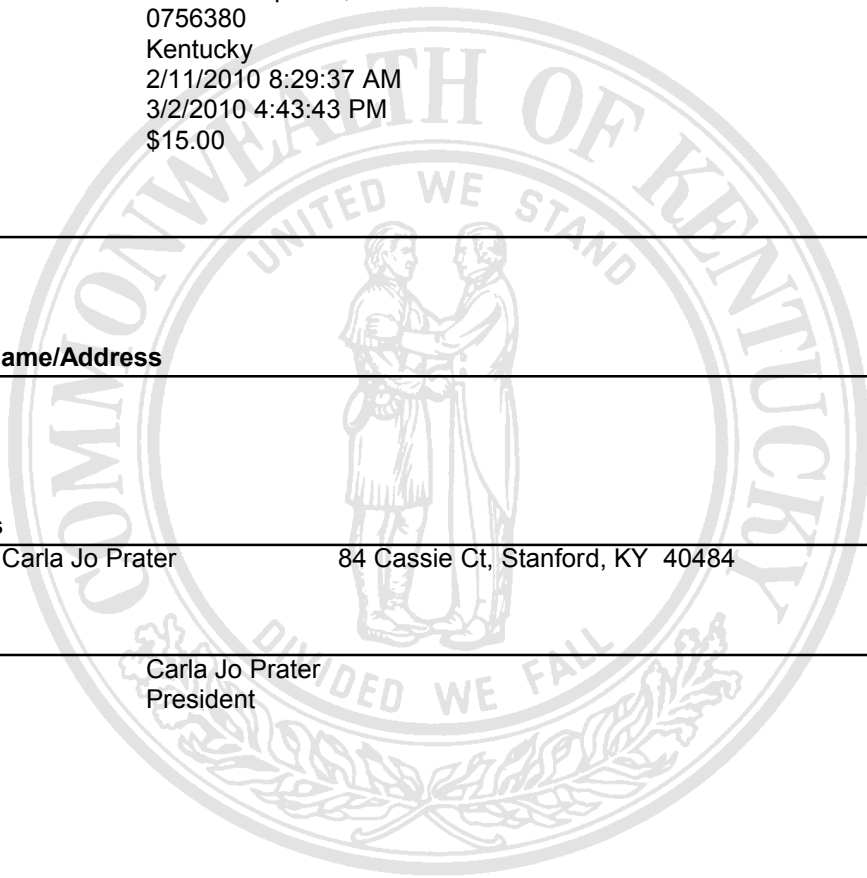 0756380
Kentucky
2/11/2010 8:29:37 AM
3/2/2010 4:43:43 PM
$15.00
COMMONWEALTH OF KENTUCKY
UNITED WE STAND
ame/Address
s
Carla Jo Prater 84 Cassie Ct, Stanford, KY 40484
DIVIDED WE FALL
Carla Jo Prater
President